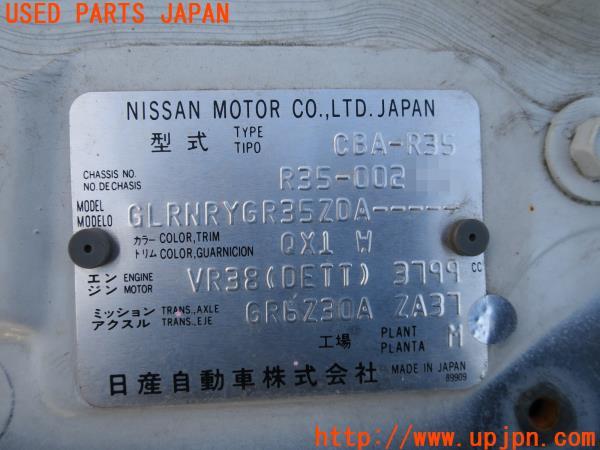 USED PARTS JAPAN
NISSAN MOTOR CO.,LTD. JAPAN
型式 TYPE TIPO CBA-R35
CHASSIS NO. NO. DE CHASIS R35-002
MODEL MODELO GLRNRYGR35ZDA-----
カラー COLOR, TRIM トリム COLOR, GUARNICION QX1 W
エンジン ENGINE MOTOR VR38(DETT) 3799 CC
ミッション TRANS., AXLE アクスル TRANS., EJE GR6Z30A ZA37
工場 PLANT PLANTA M
日産自動車株式会社 MADE IN JAPAN
89909
https://www.upjpn.com